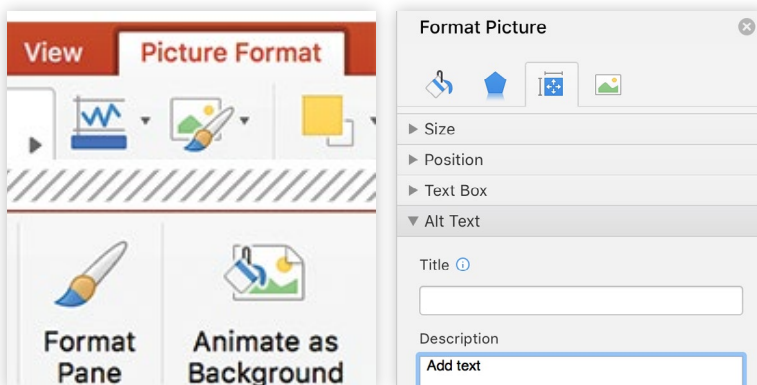 View Picture Format
Format Pane
Animate as Background
Format Picture
Size
Position
Text Box
Alt Text
Title
Description
Add text